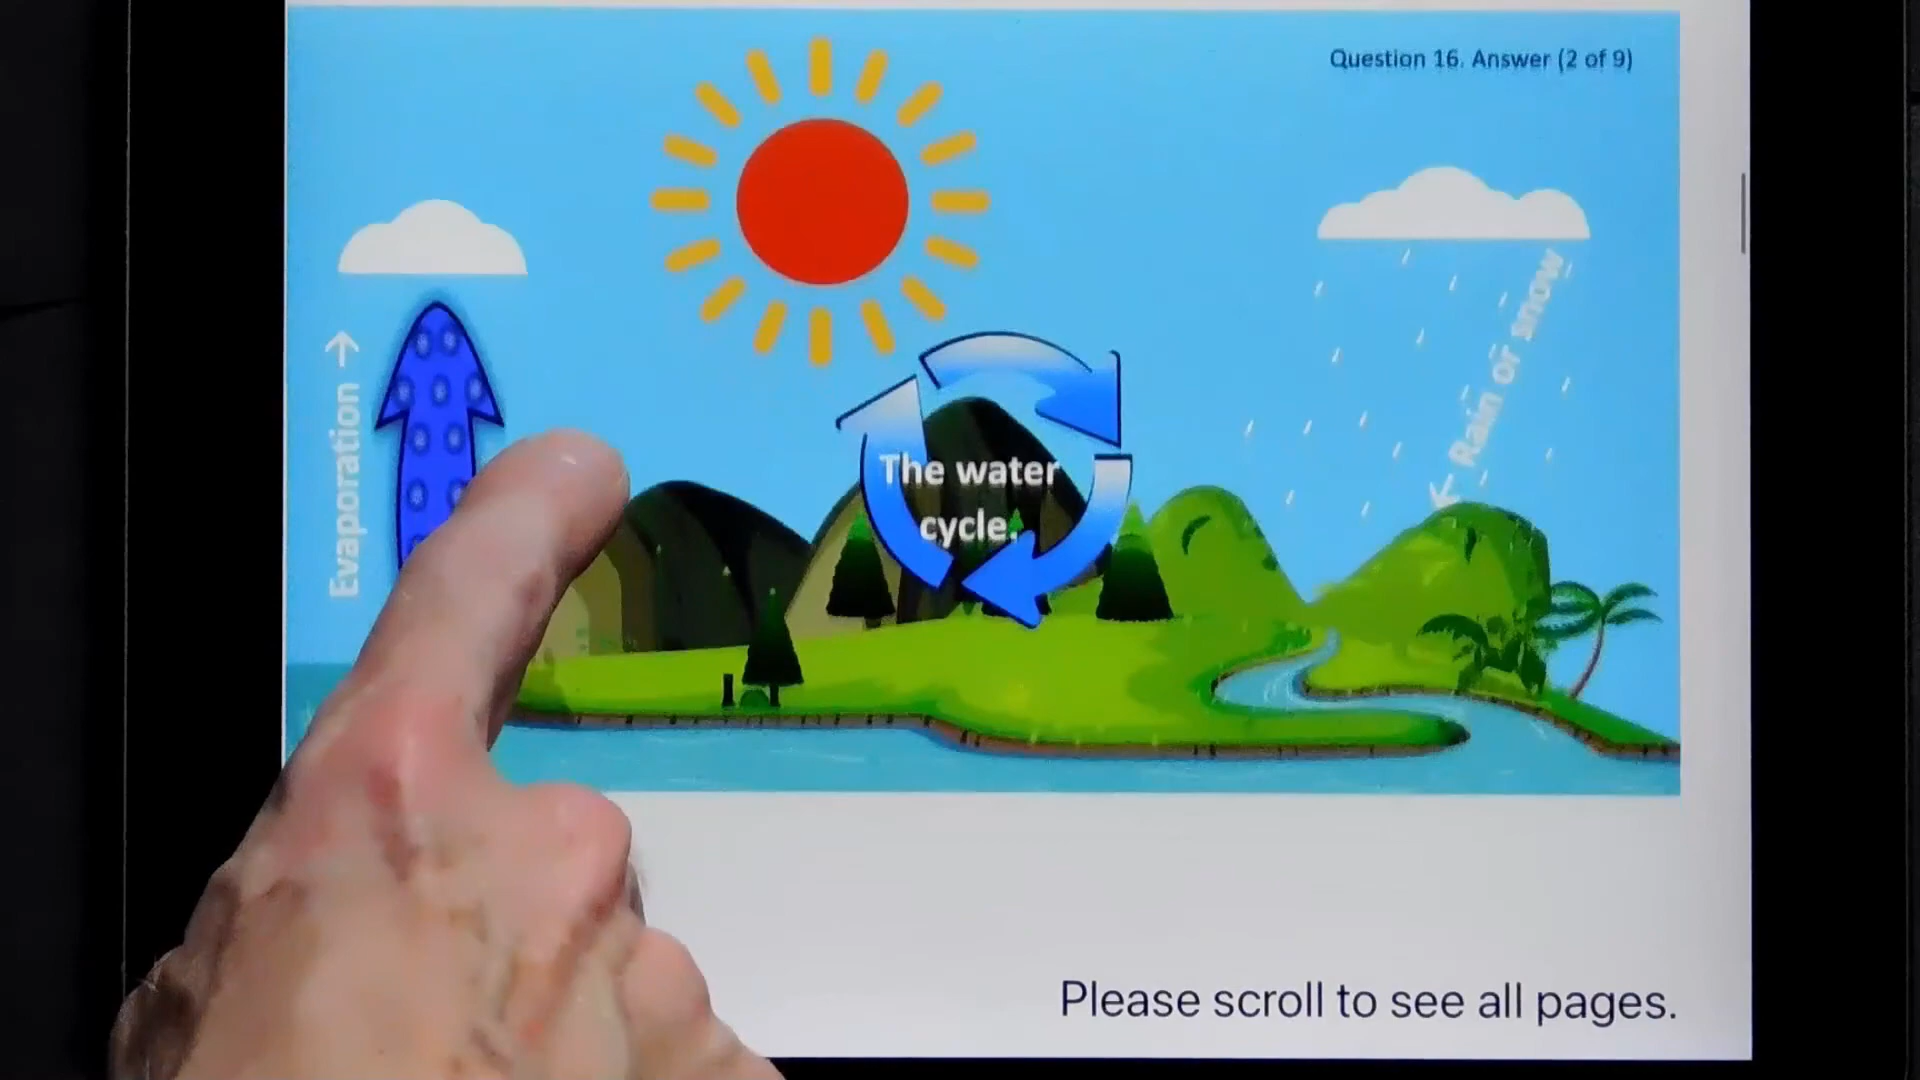 Question 16. Answer (2 of 9)
Evaporation →
← Rain or snow
The water
cycle.
Please scroll to see all pages.